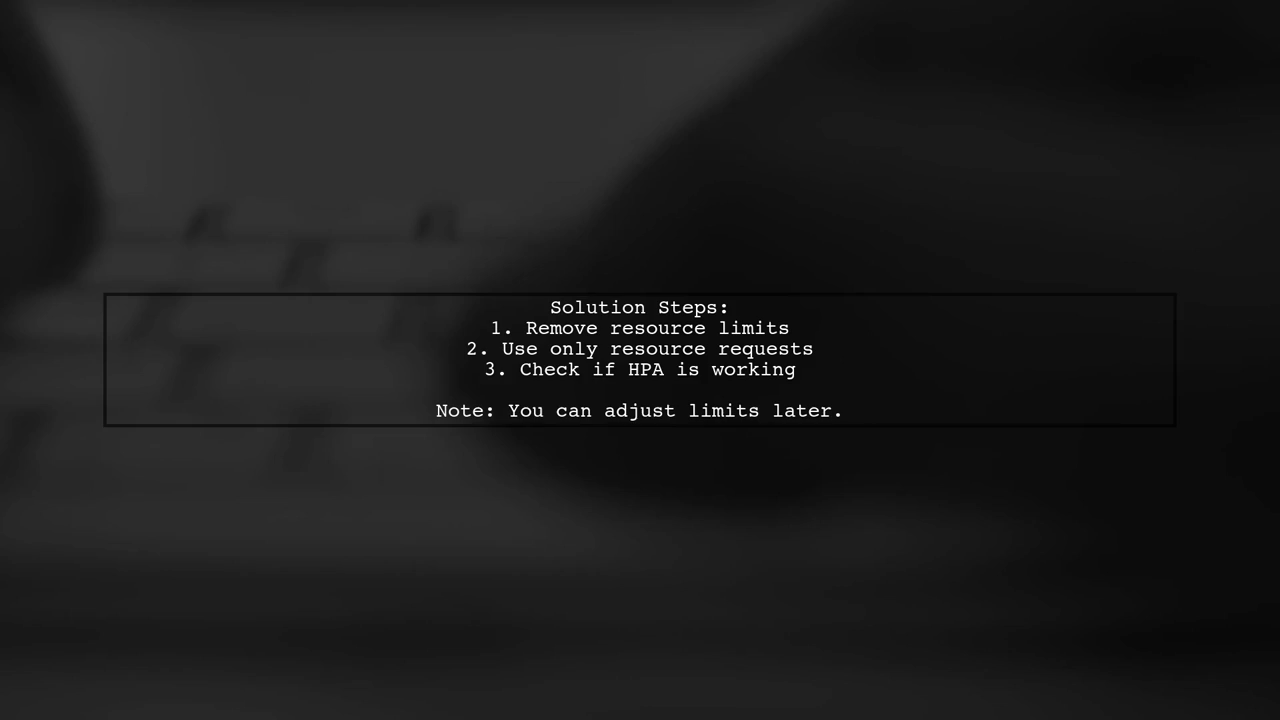 Solution Steps:
1. Remove resource limits
2. Use only resource requests
3. Check if HPA is working
Note: You can adjust limits later.